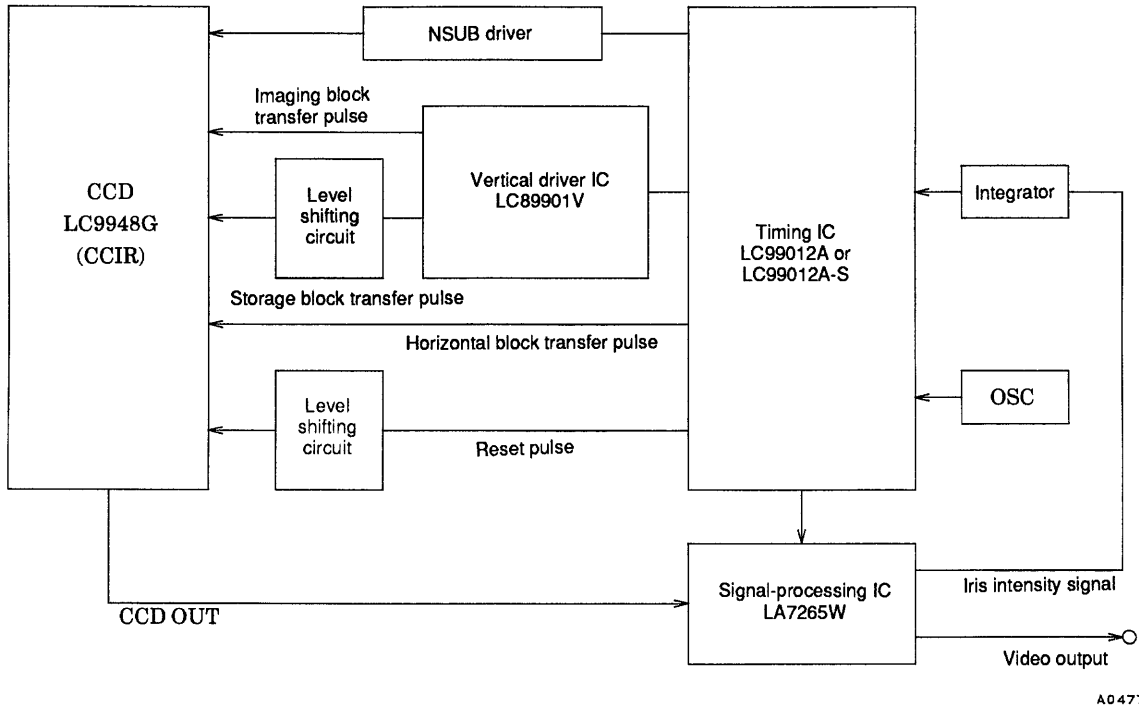 NSUB driver
Imaging block
transfer pulse
CCD
LC9948G
(CCIR)
Level
shifting
circuit
Vertical driver IC
LC89901V
Timing IC
LC99012A or
LC99012A-S
Integrator
Storage block transfer pulse
Horizontal block transfer pulse
Level
shifting
circuit
Reset pulse
OSC
Signal-processing IC
LA7265W
Iris intensity signal
CCD OUT
Video output
A0477